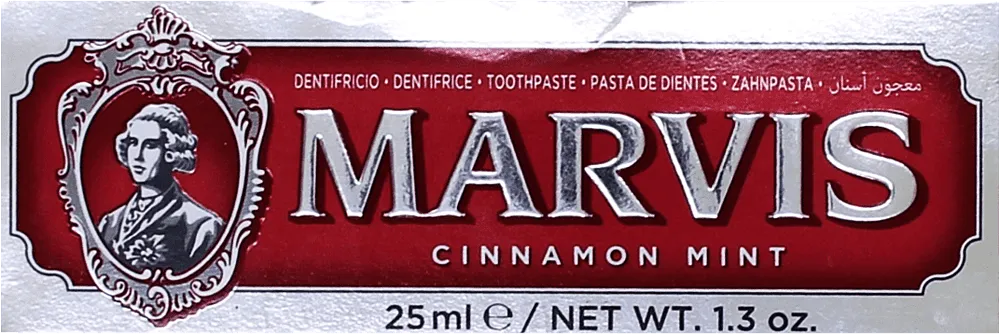 DENTIFRICIO • DENTIFRICE • TOOTHPASTE • PASTA DE DIENTES • ZAHNPASTA • معجون أسنان
MARVIS
CINNAMON MINT
25ml ℮ / NET WT. 1.3 oz.